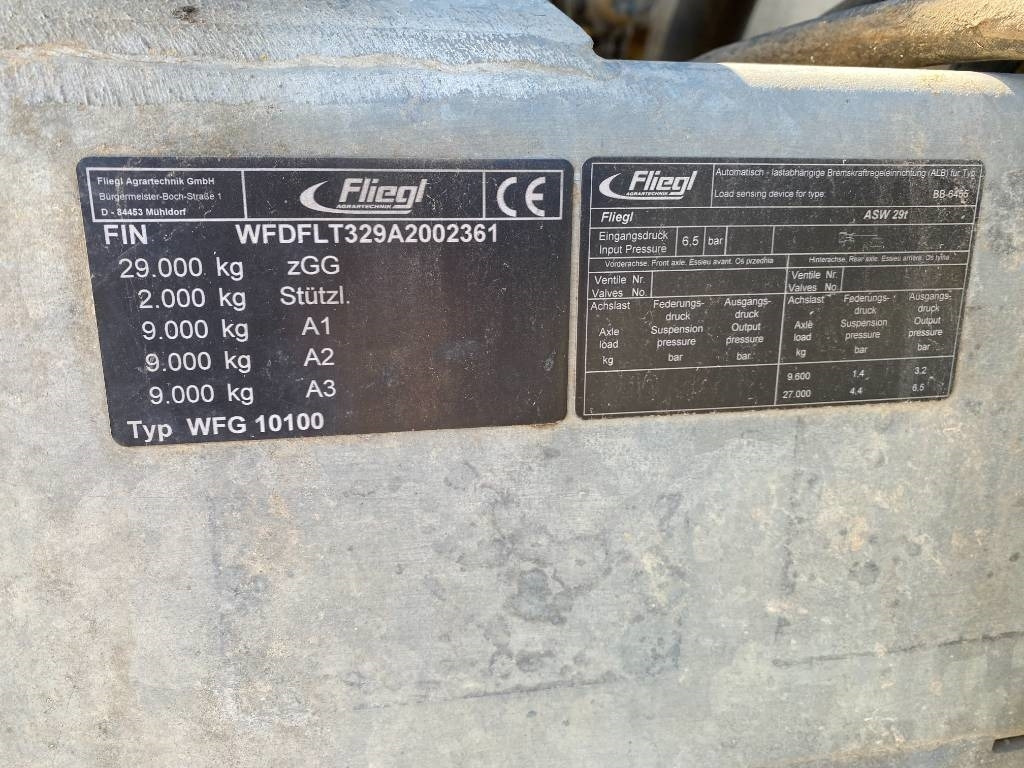 Fliegl Agrartechnik GmbH
Bürgermeister-Boch-Straße 1
D - 84453 Mühldorf
Fliegl
AGRARTECHNIK
CE
FIN WFDFLT329A2002361
29.000 kg zGG
2.000 kg Stützl.
9.000 kg A1
9.000 kg A2
9.000 kg A3
Typ WFG 10100
Fliegl
AGRARTECHNIK
Automatisch - lastabhängige Bremskraftregeleinrichtung (ALB) für Typ
Load sensing device for type: BB-6455
Fliegl ASW 29t
Eingangsdruck
Input Pressure 6,5 bar
Vorderachse. Front axle. Essieu avant. Oś przednia
Hinterachse. Rear axle. Essieu arriere. Os tylna
Ventile Nr.
Valves No.
Ventile Nr.
Valves No
Achslast Federungs- Ausgangs-
druck druck
Axle Suspension Output
load pressure pressure
kg bar bar
Achslast Federungs- Ausgangs-
druck druck
Axle Suspension Output
load pressure pressure
kg bar bar
9.600 1.4 3.2
27.000 4.4 6.5